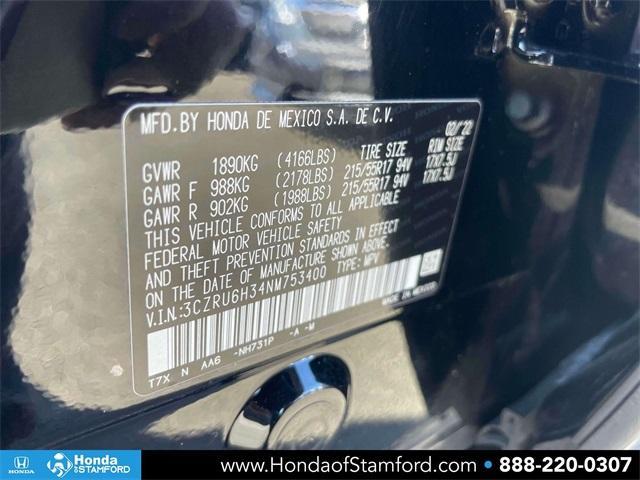 MFD.BY HONDA DE MEXICO S.A. DE C.V.
02/'22
TIRE SIZE RIM SIZE
GVWR 1890KG (4166LBS)
GAWR F 988KG (2178LBS) 215/55R17 94V 17X7.5J
GAWR R 902KG (1988LBS) 215/55R17 94V 17X7.5J
THIS VEHICLE CONFORMS TO ALL APPLICABLE
FEDERAL MOTOR VEHICLE SAFETY
AND THEFT PREVENTION STANDARDS IN EFFECT
ON THE DATE OF MANUFACTURE SHOWN ABOVE.
V.I.N.:3CZRU6H34NM753400 TYPE: MPV
MADE IN MEXICO
T7X N AA6 -NH731P -A -M
HONDA
Honda
OF STAMFORD
www.HondaofStamford.com • 888-220-0307